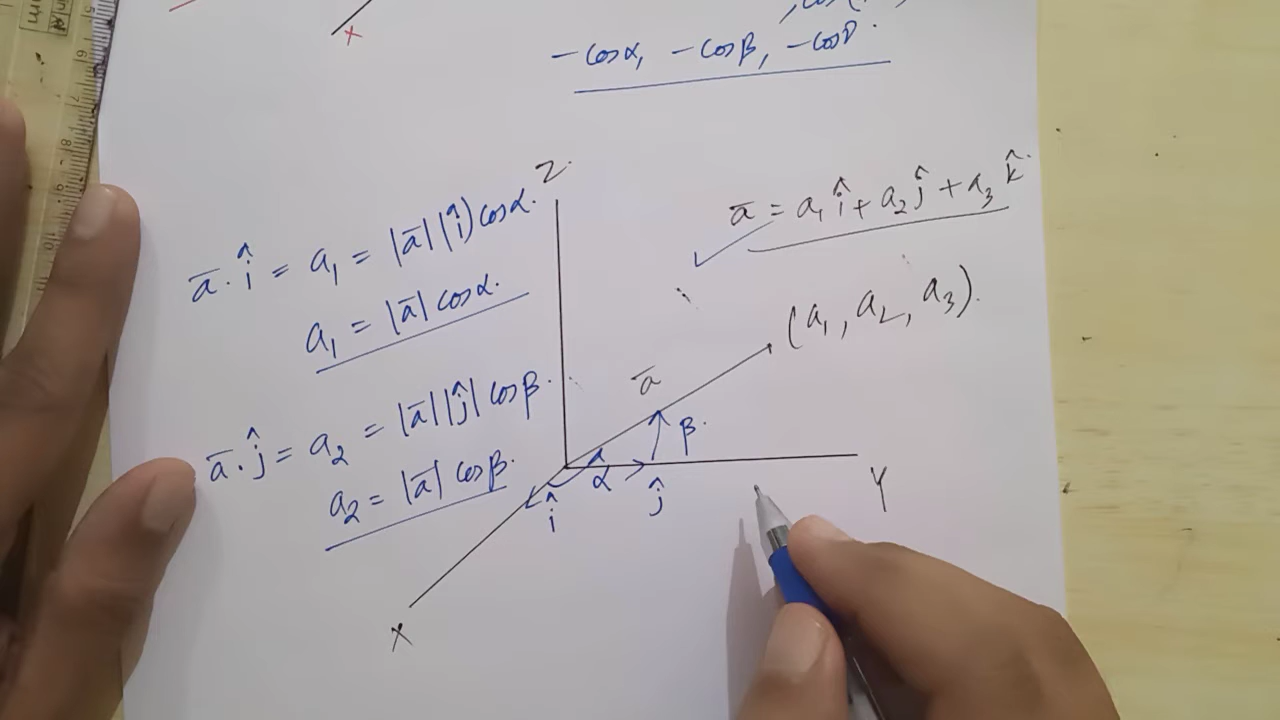 x
-cosα, -cosβ, -cosγ.
Z
ā = a₁î + a₂ĵ + a₃k̂.
ā.î = a₁ = |ā||î|cosα.
a₁ = |ā| cosα.
(a₁, a₂, a₃).
ā
ā.ĵ = a₂ = |ā||ĵ| cosβ.
β.
a₂ = |ā| cosβ.
α
î
ĵ
Y
X